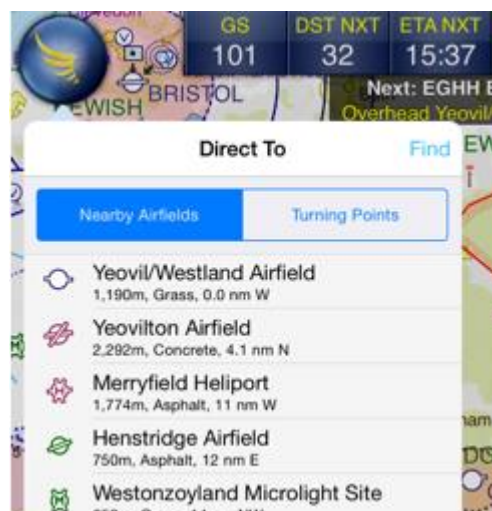 GS DST NXT ETA NXT
101 32 15:37
BRISTOL
EWISH
Next: EGHH
Overhead Yeovil/
Direct To
Find
Nearby Airfields
Turning Points
Yeovil/Westland Airfield
1,190m, Grass, 0.0 nm W
Yeovilton Airfield
2,292m, Concrete, 4.1 nm N
Merryfield Heliport
1,774m, Asphalt, 11 nm W
Henstridge Airfield
750m, Asphalt, 12 nm E
Westonzoyland Microlight Site